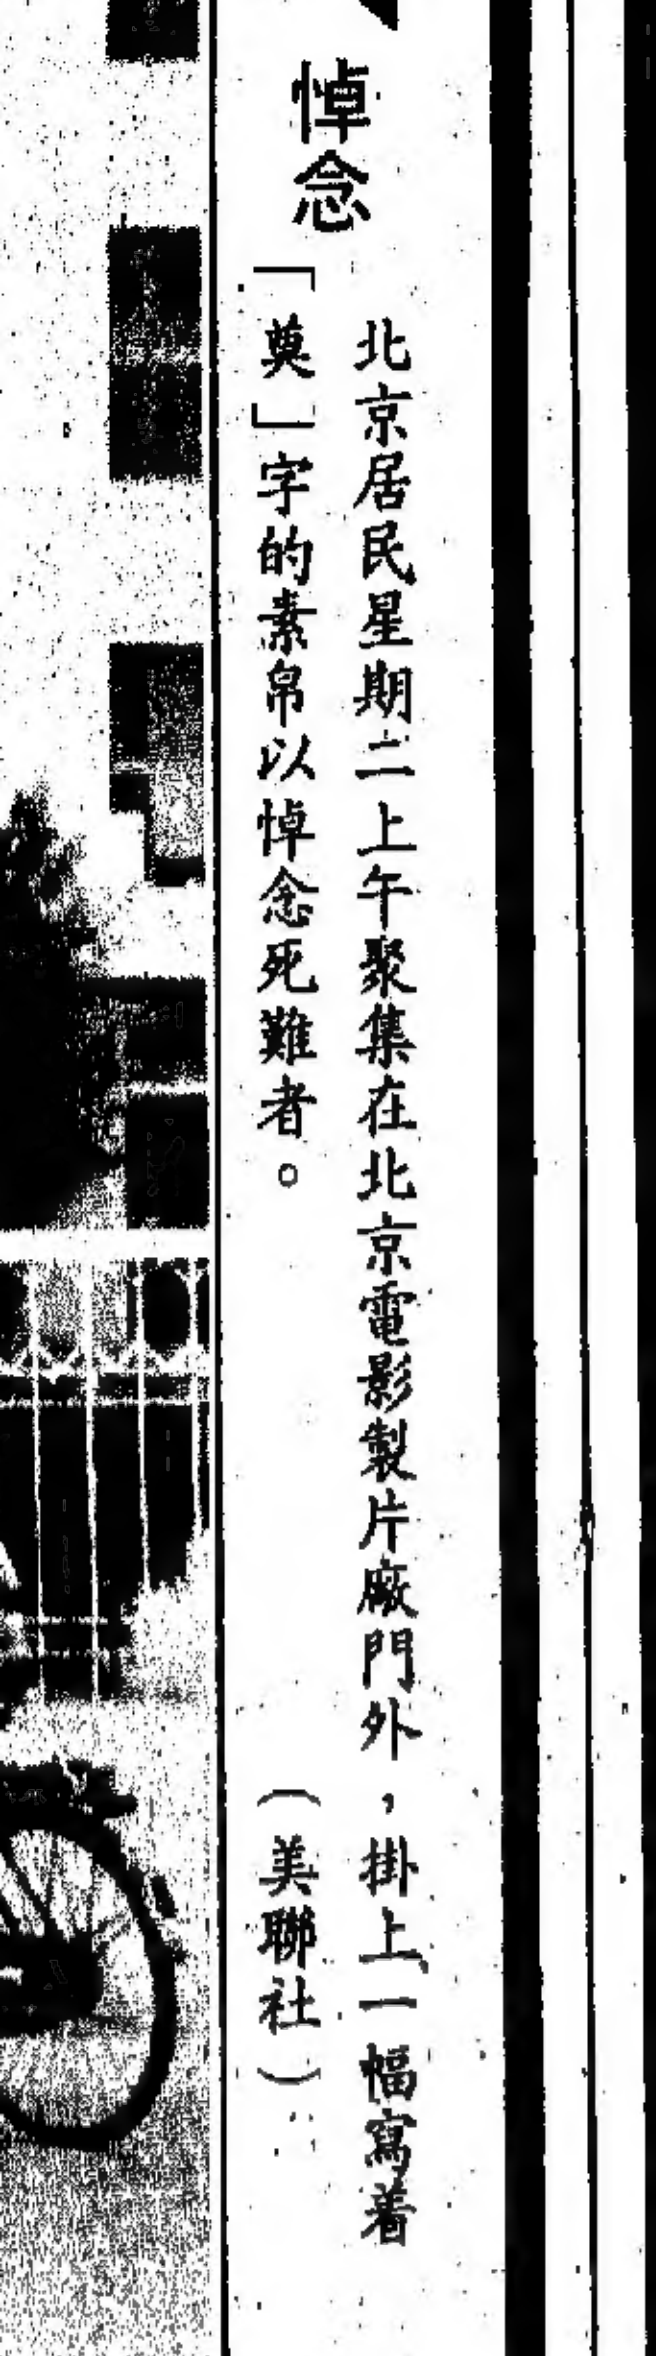 悼念
北京居民星期二上午聚集在北京電影製片廠門外，掛上一幅寫着
「奠」字的素帛以悼念死難者。（美聯社）